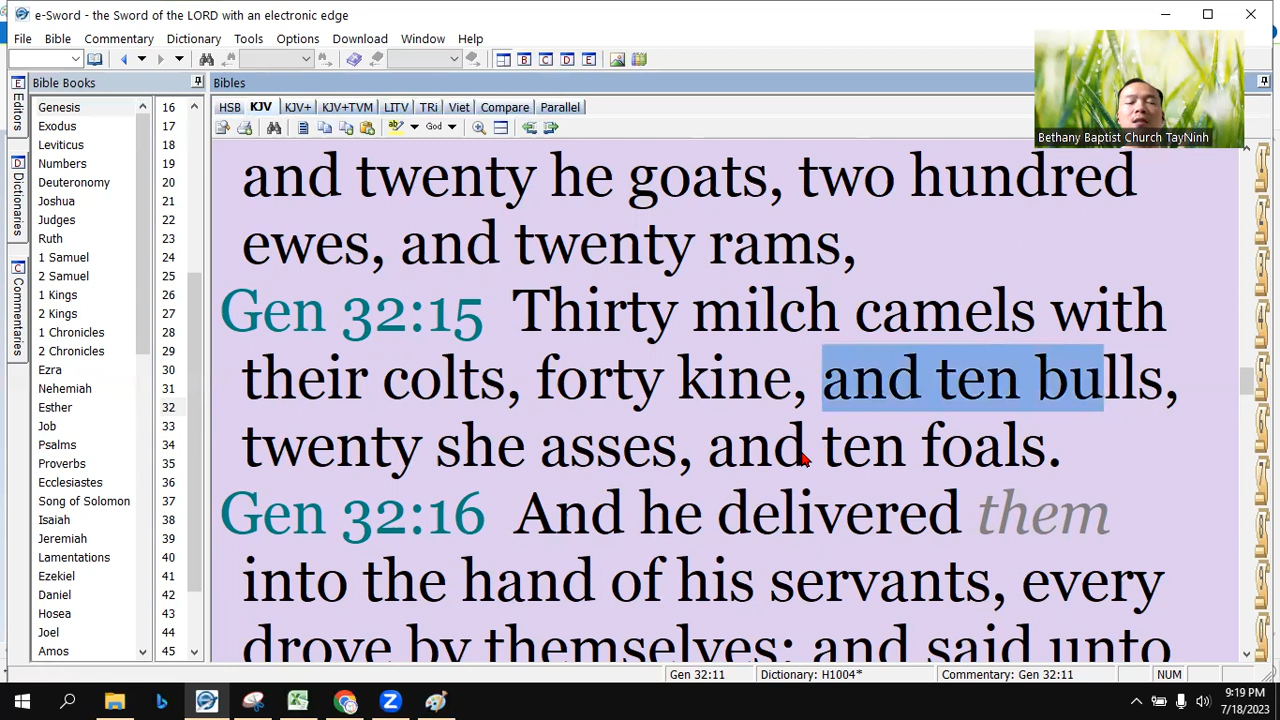 e-Sword - the Sword of the LORD with an electronic edge
File Bible Commentary Dictionary Tools Options Download Window Help
Bible Books
Bibles
Editors
Dictionaries
Commentaries
HSB KJV KJV+ KJV+TVM LITV TRi Viet Compare Parallel
God
Bethany Baptist Church TayNinh
Genesis 16
Exodus 17
Leviticus 18
Numbers 19
Deuteronomy 20
Joshua 21
Judges 22
Ruth 23
1 Samuel 24
2 Samuel 25
1 Kings 26
2 Kings 27
1 Chronicles 28
2 Chronicles 29
Ezra 30
Nehemiah 31
Esther 32
Job 33
Psalms 34
Proverbs 35
Ecclesiastes 36
Song of Solomon 37
Isaiah 38
Jeremiah 39
Lamentations 40
Ezekiel 41
Daniel 42
Hosea 43
Joel 44
Amos 45
and twenty he goats, two hundred
ewes, and twenty rams,
Gen 32:15 Thirty milch camels with
their colts, forty kine, and ten bulls,
twenty she asses, and ten foals.
Gen 32:16 And he delivered them
into the hand of his servants, every
drove by themselves; and said unto
Gen 32:11 Dictionary: H1004* Commentary: Gen 32:11 NUM
9:19 PM
7/18/2023